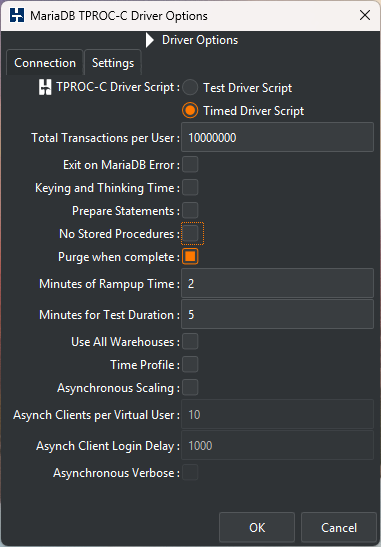 MariaDB TPROC-C Driver Options
Driver Options
Connection Settings
TPROC-C Driver Script : Test Driver Script
Timed Driver Script
Total Transactions per User : 10000000
Exit on MariaDB Error :
Keying and Thinking Time :
Prepare Statements :
No Stored Procedures :
Purge when complete :
Minutes of Rampup Time : 2
Minutes for Test Duration : 5
Use All Warehouses :
Time Profile :
Asynchronous Scaling :
Asynch Clients per Virtual User : 10
Asynch Client Login Delay : 1000
Asynchronous Verbose :
OK Cancel